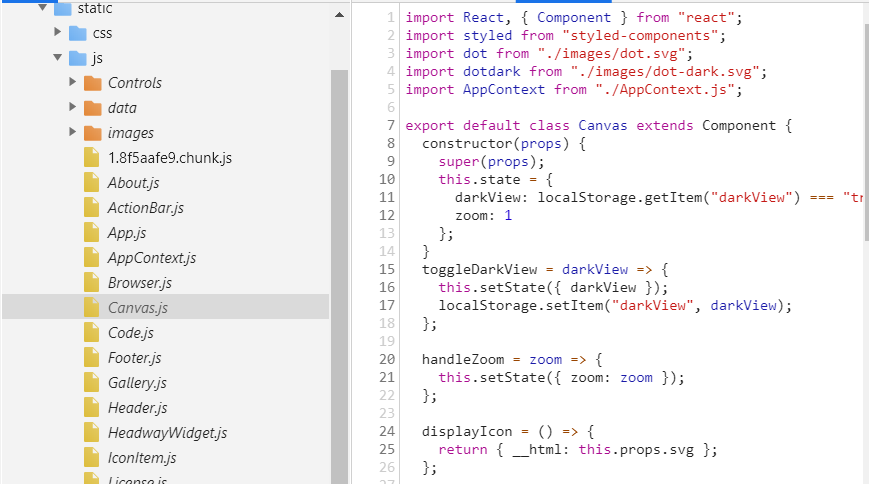 static
css
js
Controls
data
images
1.8f5aafe9.chunk.js
About.js
ActionBar.js
App.js
AppContext.js
Browser.js
Canvas.js
Code.js
Footer.js
Gallery.js
Header.js
HeadwayWidget.js
IconItem.js
License.js
1 import React, { Component } from "react";
2 import styled from "styled-components";
3 import dot from "./images/dot.svg";
4 import dotdark from "./images/dot-dark.svg";
5 import AppContext from "./AppContext.js";
6
7 export default class Canvas extends Component {
8 constructor(props) {
9 super(props);
10 this.state = {
11 darkView: localStorage.getItem("darkView") === "tr
12 zoom: 1
13 };
14 }
15 toggleDarkView = darkView => {
16 this.setState({ darkView });
17 localStorage.setItem("darkView", darkView);
18 };
19
20 handleZoom = zoom => {
21 this.setState({ zoom: zoom });
22 };
23
24 displayIcon = () => {
25 return { __html: this.props.svg };
26 };
27